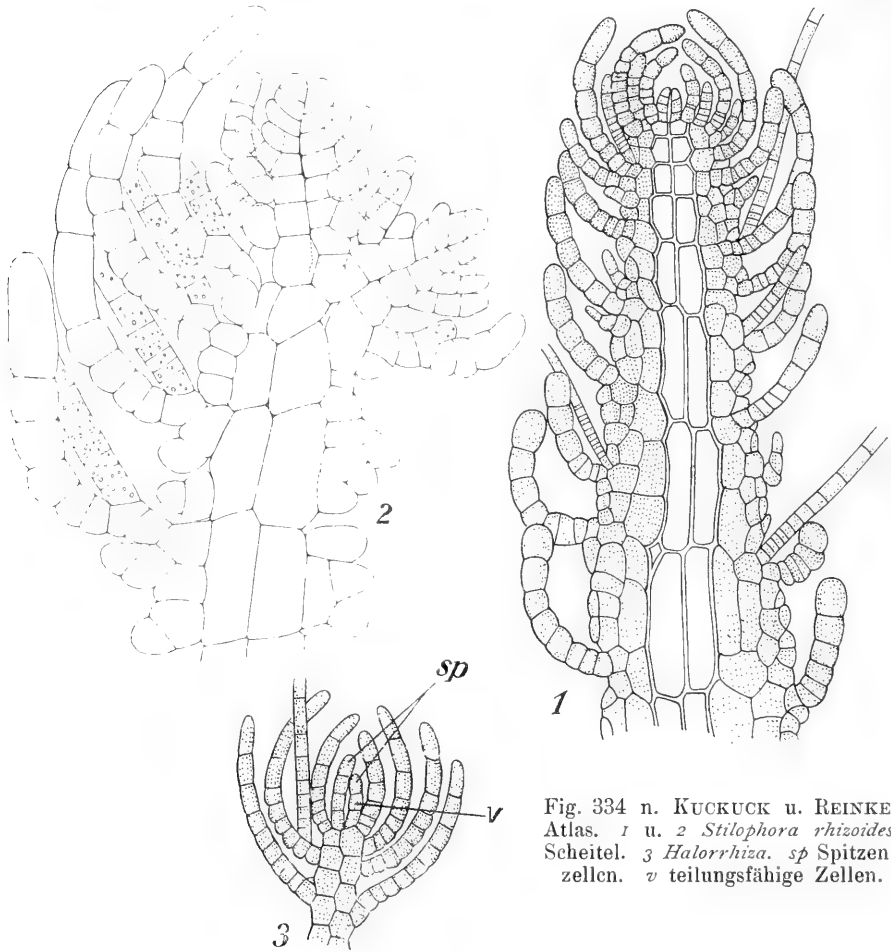 2
1
sp
v
3
Fig. 334 n. KUCKUCK u. REINKE
Atlas. 1 u. 2 Stilophora rhizoides
Scheitel. 3 Halorrhiza. sp Spitzen
zellen. v teilungsfähige Zellen.